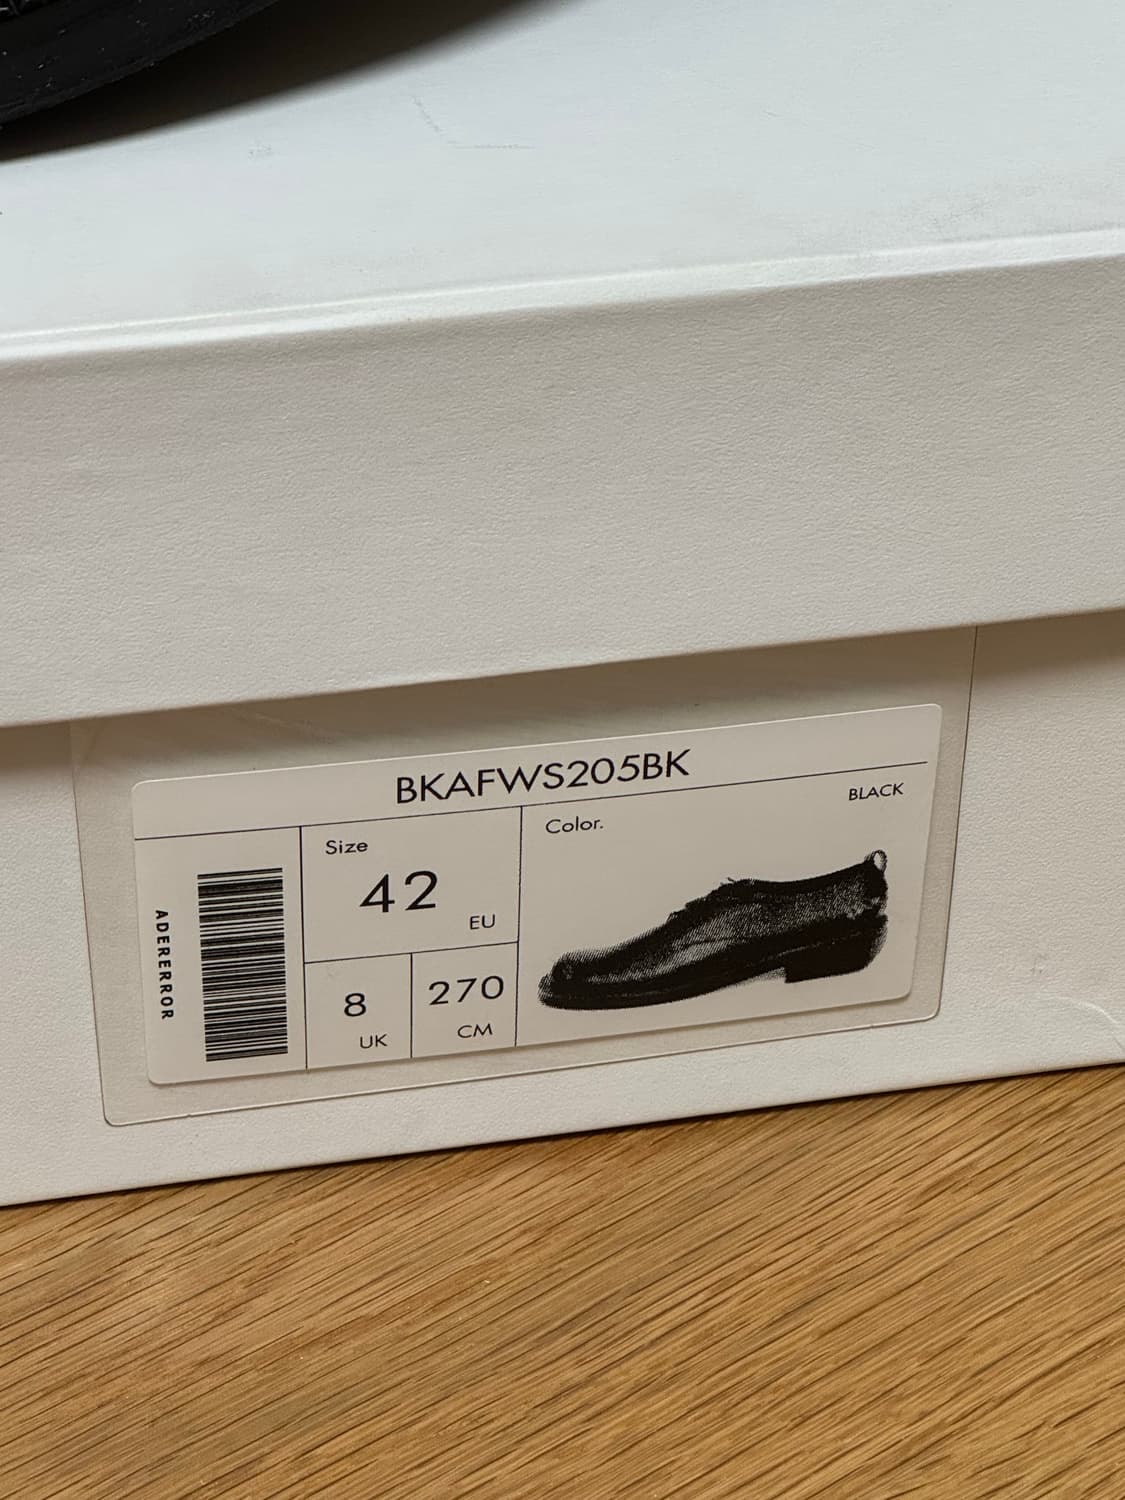 BKAFWS205BK
ADERERROR
Size
42
EU
8
UK
270
CM
Color.
BLACK